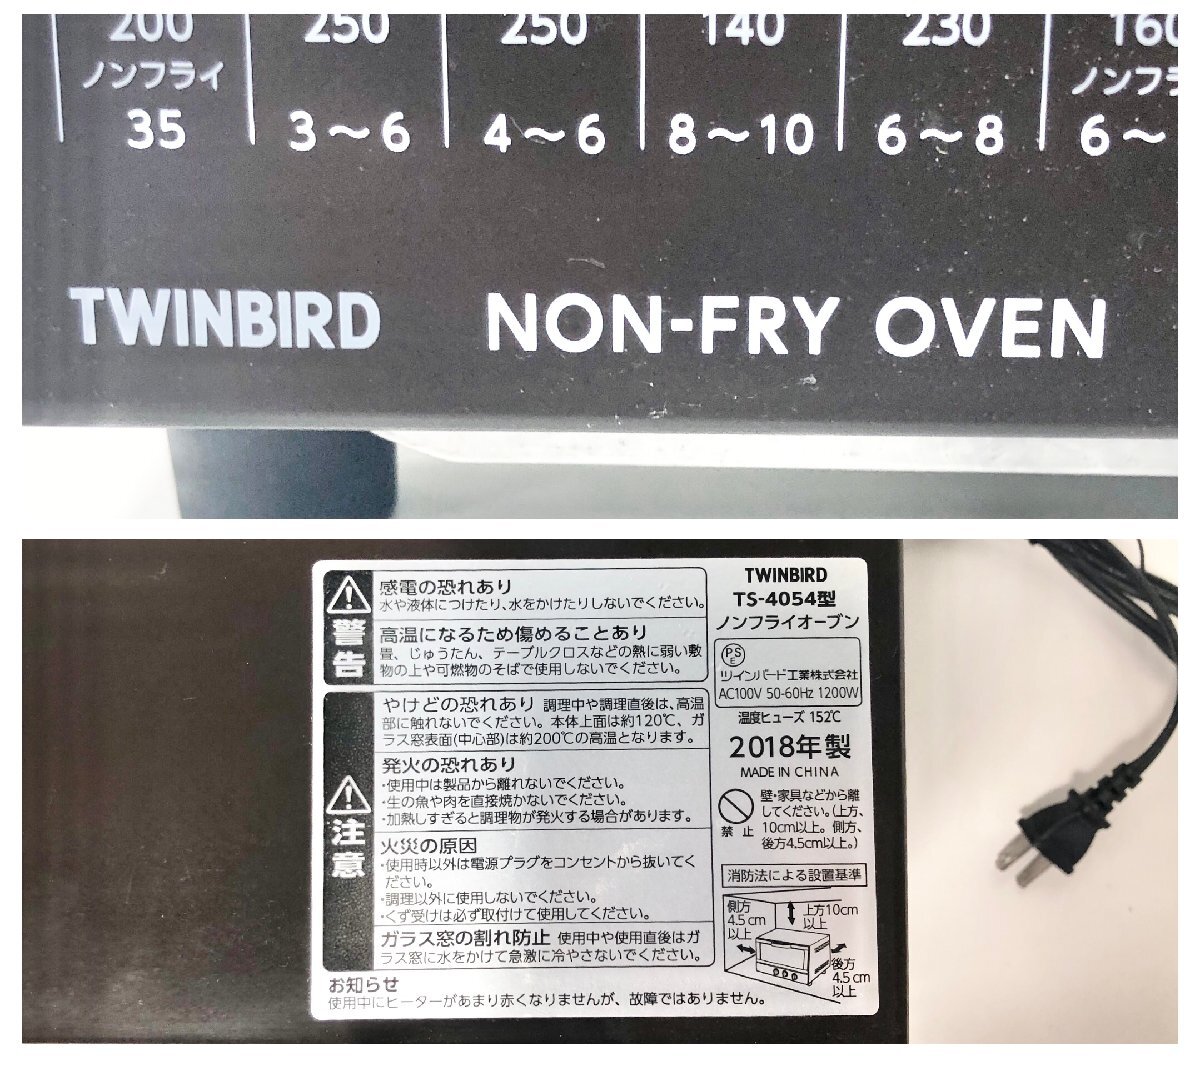 200 250 250 140 230 160
ノンフライ ノンフラ
35 3～6 4～6 8～10 6～8 6～
TWINBIRD NON-FRY OVEN
警告
感電の恐れあり
水や液体につけたり、水をかけたりしないでください。
高温になるため傷めることあり
畳、じゅうたん、テーブルクロスなどの熱に弱い敷
物の上や可燃物のそばで使用しないでください。
注意
やけどの恐れあり 調理中や調理直後は、高温
部に触れないでください。本体上面は約120℃、ガ
ラス窓表面(中心部)は約200℃の高温となります。
発火の恐れあり
・使用中は製品から離れないでください。
・生の魚や肉を直接焼かないでください。
・加熱しすぎると調理物が発火する場合があります。
火災の原因
・使用時以外は電源プラグをコンセントから抜いてく
ださい。
・調理以外に使用しないでください。
・くず受けは必ず取付けて使用してください。
ガラス窓の割れ防止 使用中や使用直後はガ
ラス窓に水をかけて急激に冷やさないでください。
お知らせ
使用中にヒーターがあまり赤くなりませんが、故障ではありません。
TWINBIRD
TS-4054型
ノンフライオーブン
PS
E
ツインバード工業株式会社
AC100V 50-60Hz 1200W
温度ヒューズ 152℃
2018年製
MADE IN CHINA
禁止
壁・家具などから離
してください。(上方、
10cm以上。側方、
後方4.5cm以上。)
消防法による設置基準
側方
4.5cm
以上
上方10cm
以上
後方
4.5cm
以上